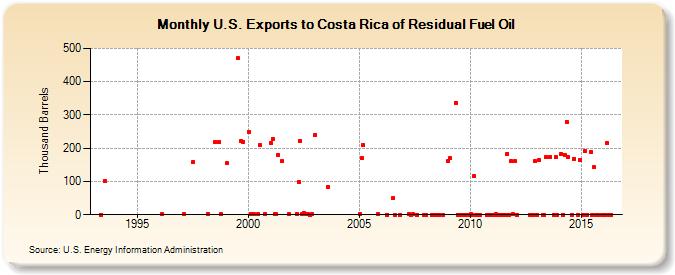 Monthly U.S. Exports to Costa Rica of Residual Fuel Oil
Thousand Barrels
500
400
300
200
100
0
1995 2000 2005 2010 2015
Source: U.S. Energy Information Administration